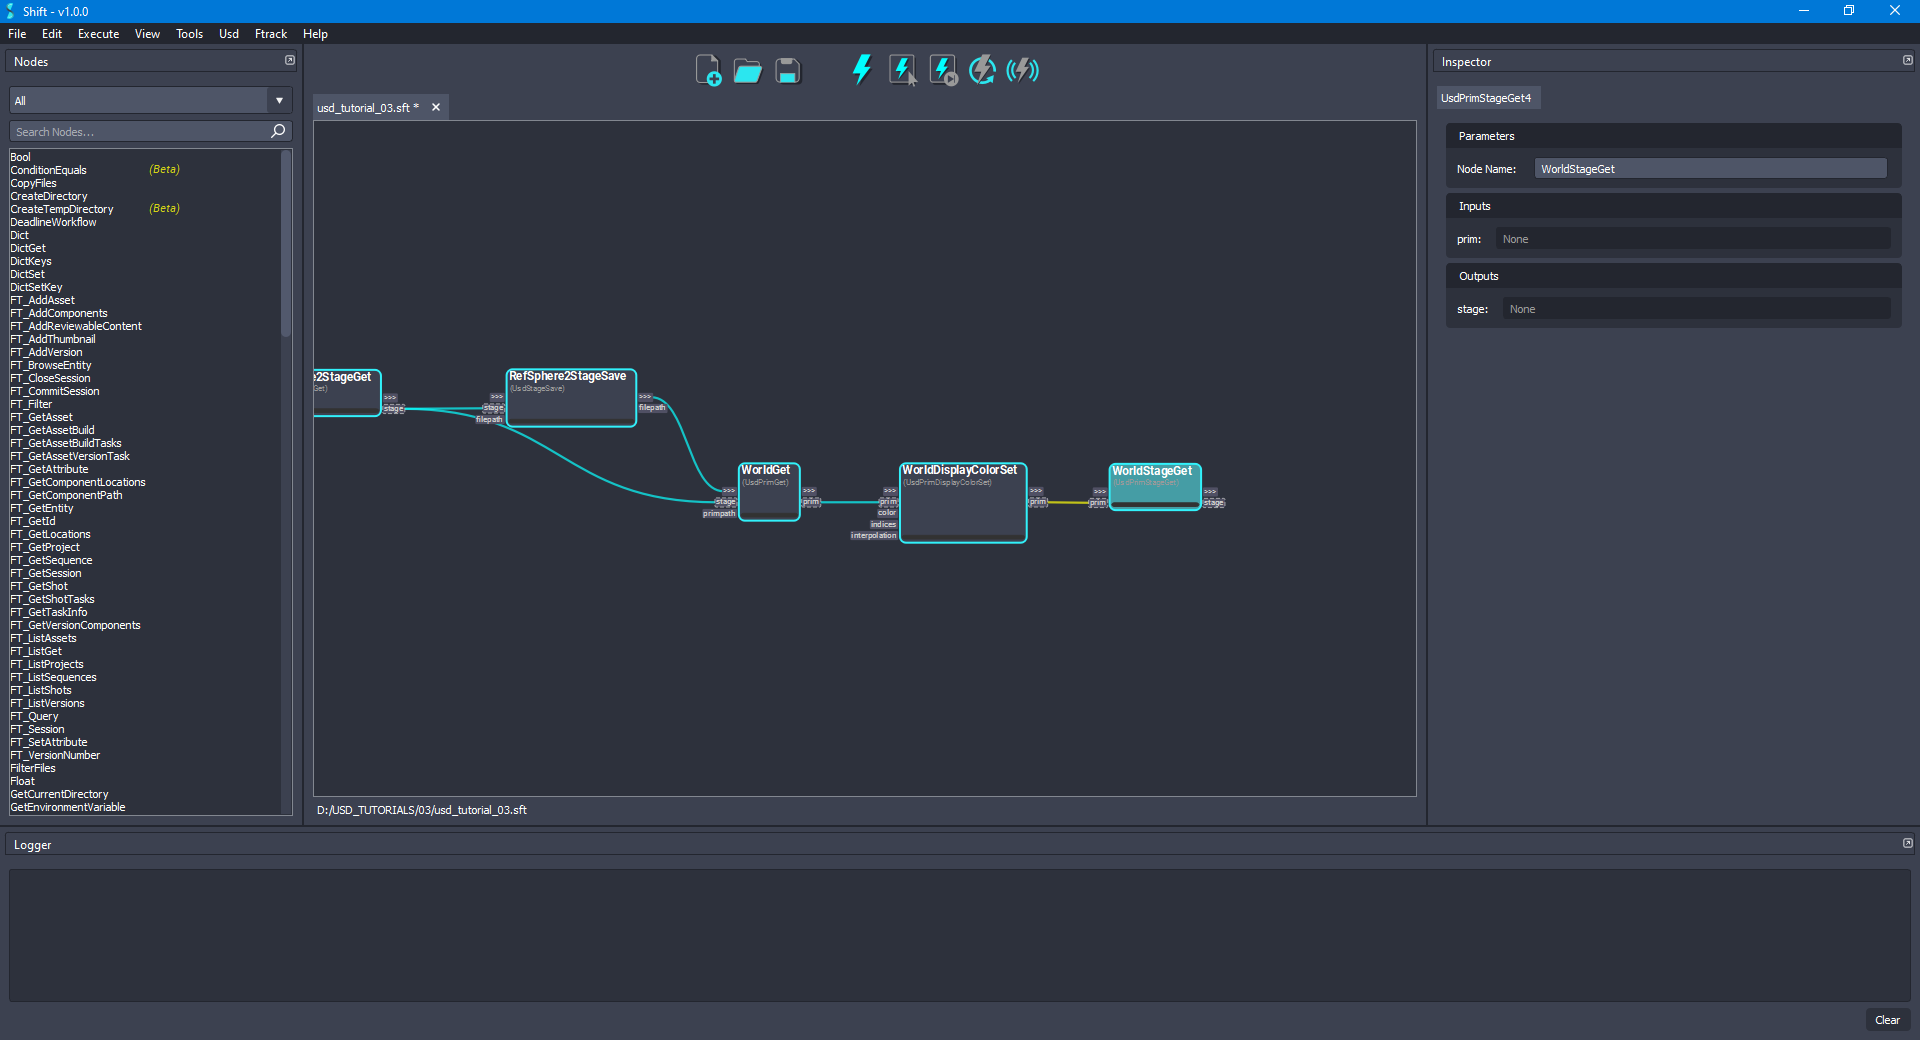 Shift - v1.0.0
File Edit Execute View Tools Usd Ftrack Help
Nodes
All
Search Nodes...
Bool
ConditionEquals (Beta)
CopyFiles
CreateDirectory
CreateTempDirectory (Beta)
DeadlineWorkflow
Dict
DictGet
DictKeys
DictSet
DictSetKey
FT_AddAsset
FT_AddComponents
FT_AddReviewableContent
FT_AddThumbnail
FT_AddVersion
FT_BrowseEntity
FT_CloseSession
FT_CommitSession
FT_Filter
FT_GetAsset
FT_GetAssetBuild
FT_GetAssetBuildTasks
FT_GetAssetVersionTask
FT_GetAttribute
FT_GetComponentLocations
FT_GetComponentPath
FT_GetEntity
FT_GetId
FT_GetLocations
FT_GetProject
FT_GetSequence
FT_GetSession
FT_GetShot
FT_GetShotTasks
FT_GetTaskInfo
FT_GetVersionComponents
FT_ListAssets
FT_ListGet
FT_ListProjects
FT_ListSequences
FT_ListShots
FT_ListVersions
FT_Query
FT_Session
FT_SetAttribute
FT_VersionNumber
FilterFiles
Float
GetCurrentDirectory
GetEnvironmentVariable
usd_tutorial_03.sft *
2StageGet
Get)
>>>
stage
RefSphere2StageSave
(UsdStageSave)
>>>
stage
filepath
>>>
filepath
WorldGet
(UsdPrimGet)
>>>
stage
primpath
>>>
prim
WorldDisplayColorSet
(UsdPrimDisplayColorSet)
>>>
prim
color
indices
interpolation
>>>
prim
WorldStageGet
(UsdPrimStageGet)
>>>
prim
>>>
stage
D:/USD_TUTORIALS/03/usd_tutorial_03.sft
Inspector
UsdPrimStageGet4
Parameters
Node Name: WorldStageGet
Inputs
prim: None
Outputs
stage: None
Logger
Clear